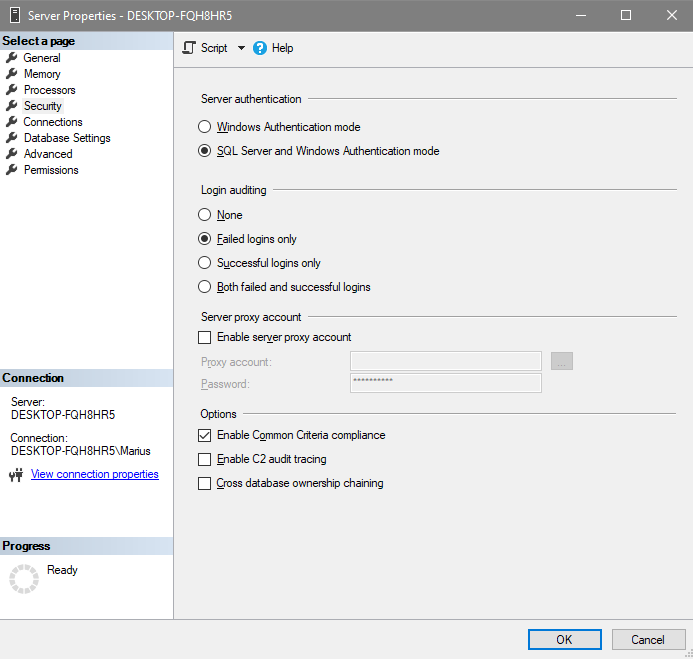 Server Properties - DESKTOP-FQH8HR5
Select a page
General
Memory
Processors
Security
Connections
Database Settings
Advanced
Permissions
Connection
Server:
DESKTOP-FQH8HR5
Connection:
DESKTOP-FQH8HR5\Marius
View connection properties
Progress
Ready
Script
Help
Server authentication
Windows Authentication mode
SQL Server and Windows Authentication mode
Login auditing
None
Failed logins only
Successful logins only
Both failed and successful logins
Server proxy account
Enable server proxy account
Proxy account:
...
Password: **********
Options
Enable Common Criteria compliance
Enable C2 audit tracing
Cross database ownership chaining
OK Cancel